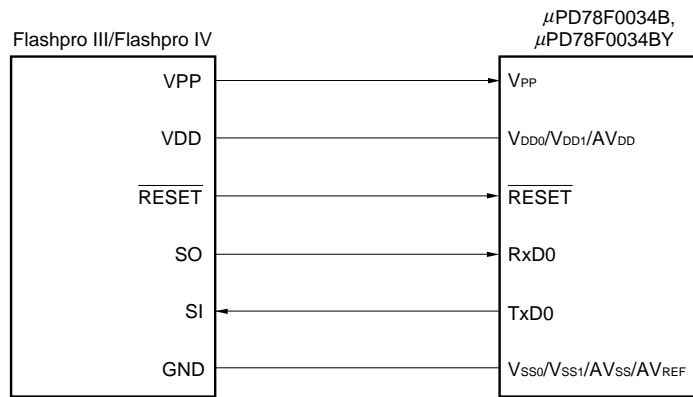 μPD78F0034B,
μPD78F0034BY
Flashpro III/Flashpro IV
VPP
VPP
VDD
VDD0/VDD1/AVDD
RESET
RESET
SO
RxD0
SI
TxD0
GND
VSS0/VSS1/AVSS/AVREF